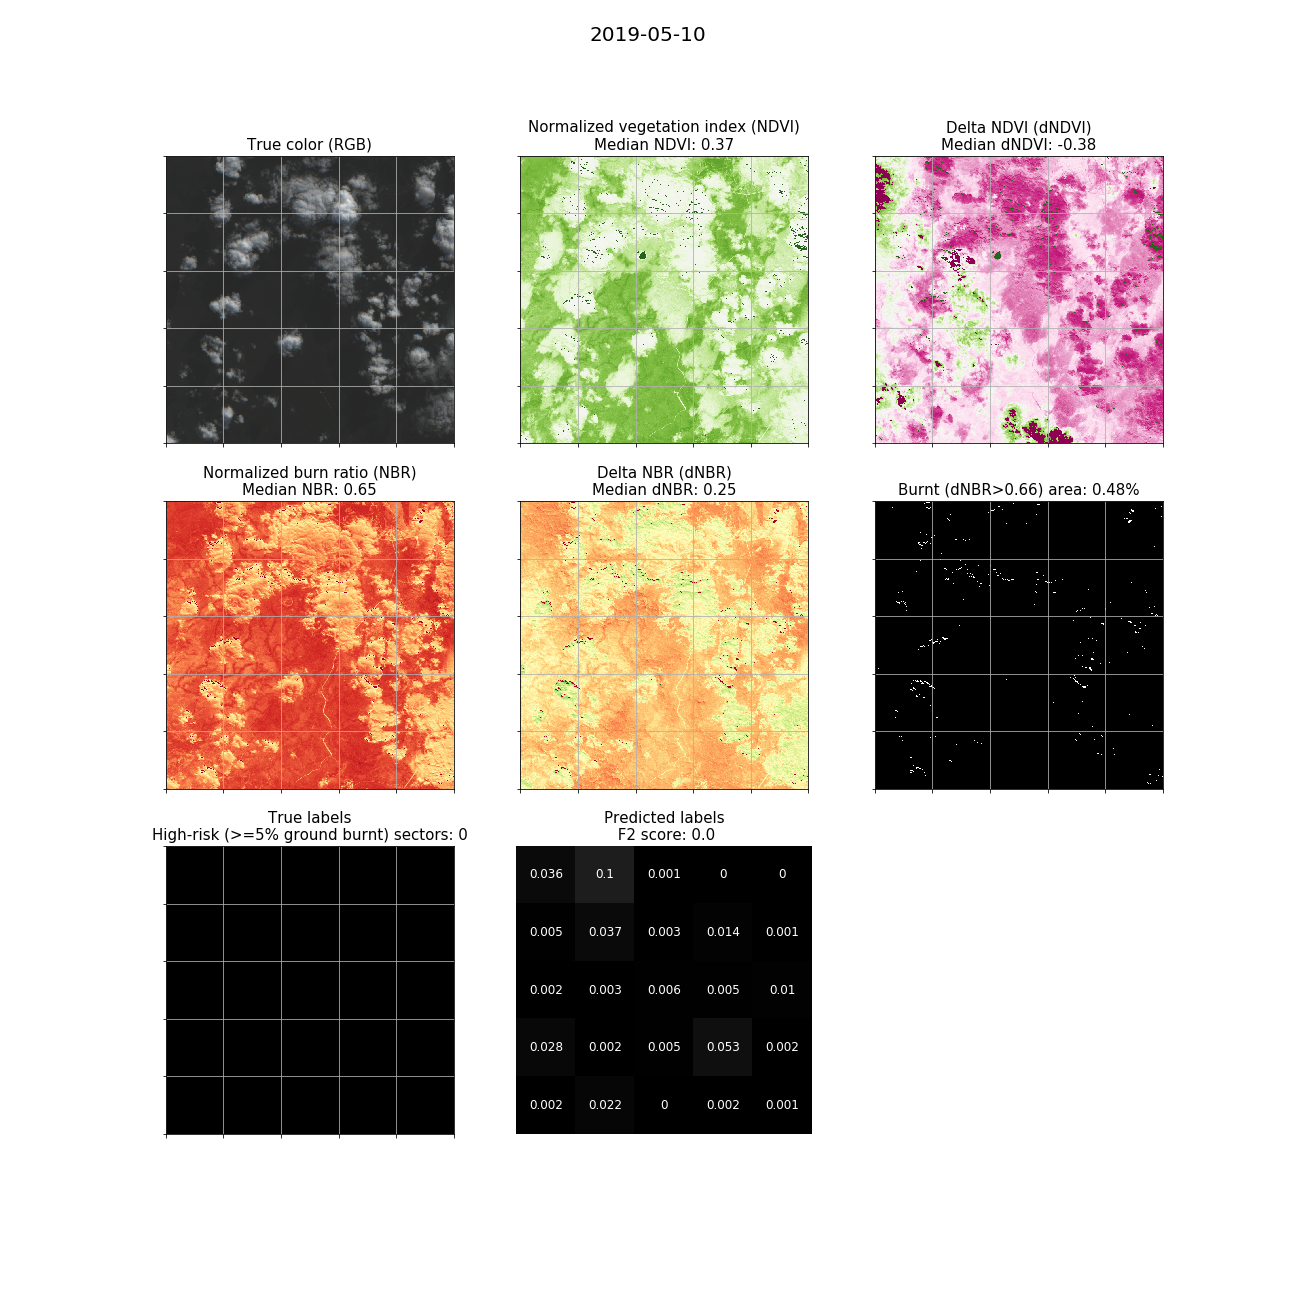 2019-05-10
True color (RGB)
Normalized vegetation index (NDVI)
Median NDVI: 0.37
Delta NDVI (dNDVI)
Median dNDVI: -0.38
Normalized burn ratio (NBR)
Median NBR: 0.65
Delta NBR (dNBR)
Median dNBR: 0.25
Burnt (dNBR>0.66) area: 0.48%
True labels
High-risk (>=5% ground burnt) sectors: 0
Predicted labels
F2 score: 0.0
0.036 0.1 0.001 0 0
0.005 0.037 0.003 0.014 0.001
0.002 0.003 0.006 0.005 0.01
0.028 0.002 0.005 0.053 0.002
0.002 0.022 0 0.002 0.001